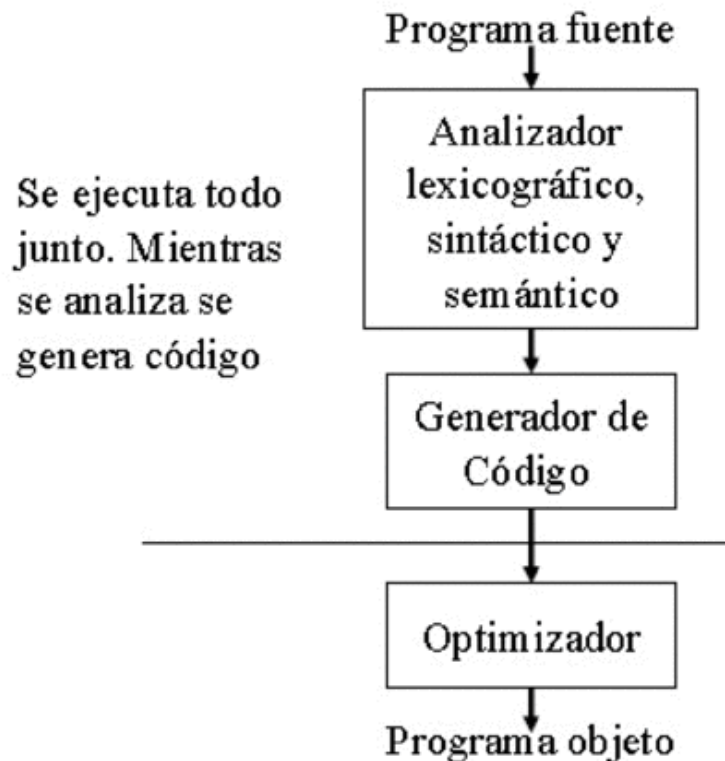 Programa fuente
Analizador
lexicográfico,
sintáctico y
semántico
Se ejecuta todo
junto. Mientras
se analiza se
genera código
Generador de
Código
Optimizador
Programa objeto